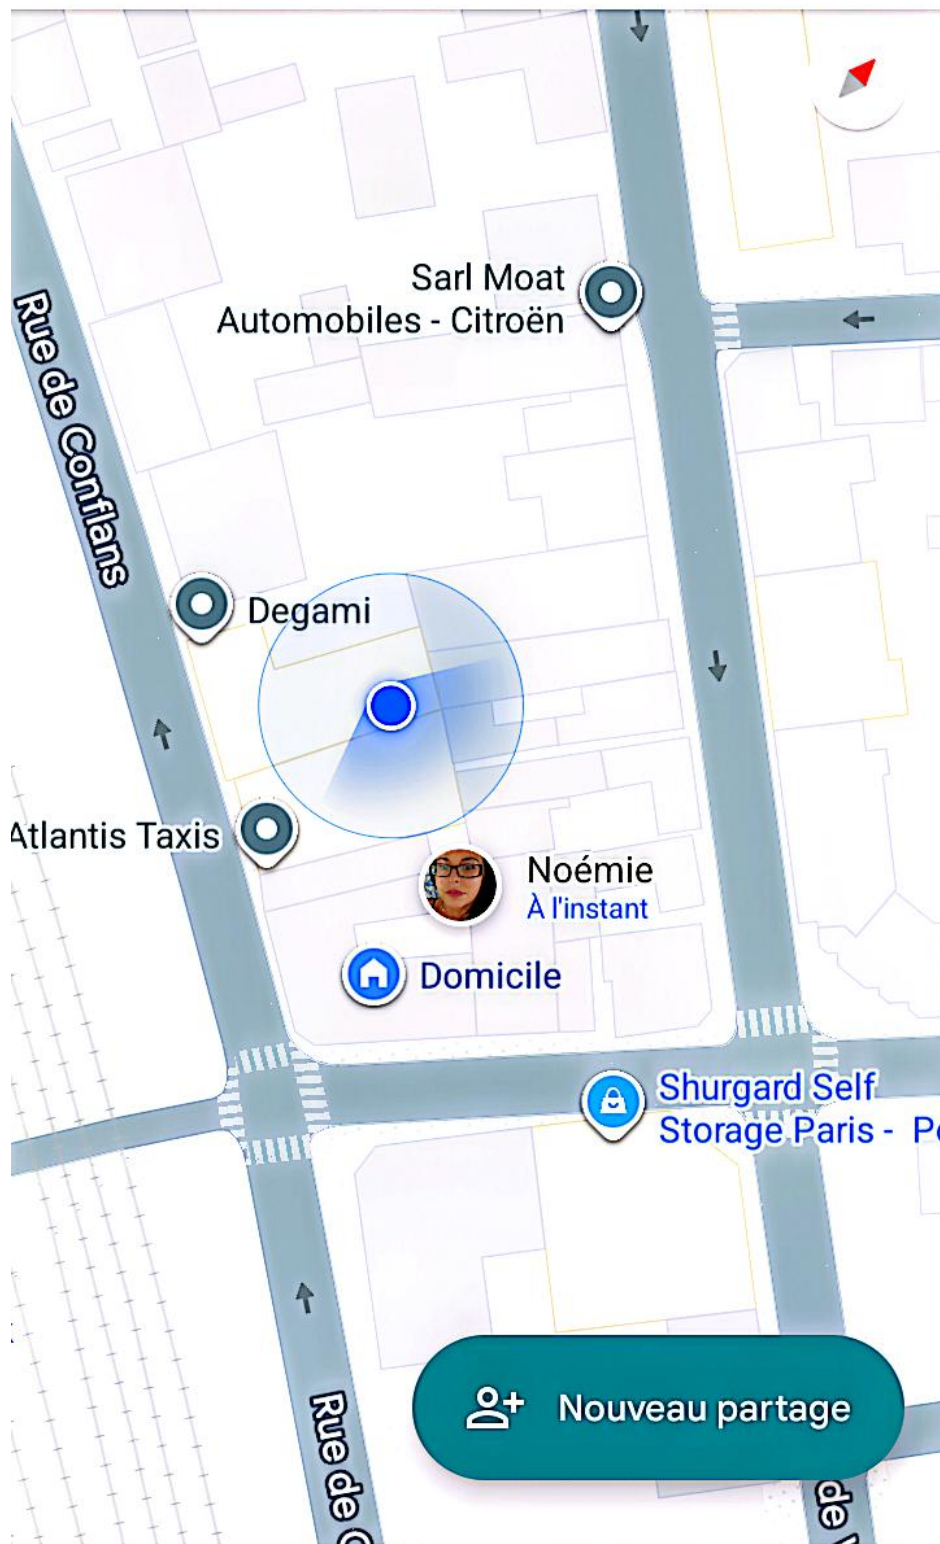 Sarl Moat
Automobiles - Citroën
Rue de Conflans
Degami
Atlantis Taxis
Noémie
À l'instant
Domicile
Shurgard Self
Storage Paris - Po
Nouveau partage
Rue de C
de